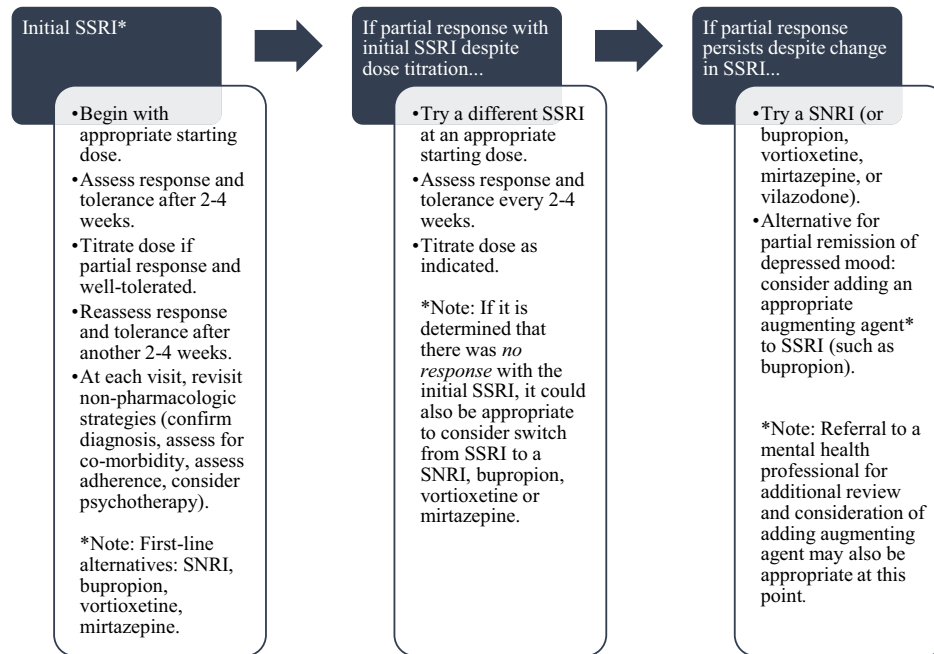 Initial SSRI*
•Begin with
appropriate starting
dose.
•Assess response and
tolerance after 2-4
weeks.
•Titrate dose if
partial response and
well-tolerated.
•Reassess response
and tolerance after
another 2-4 weeks.
•At each visit, revisit
non-pharmacologic
strategies (confirm
diagnosis, assess for
co-morbidity, assess
adherence, consider
psychotherapy).
*Note: First-line
alternatives: SNRI,
bupropion,
vortioxetine,
mirtazepine.
If partial response with
initial SSRI despite
dose titration...
•Try a different SSRI
at an appropriate
starting dose.
•Assess response and
tolerance every 2-4
weeks.
•Titrate dose as
indicated.
*Note: If it is
determined that
there was no
response with the
initial SSRI, it could
also be appropriate
to consider switch
from SSRI to a
SNRI, bupropion,
vortioxetine or
mirtazepine.
If partial response
persists despite change
in SSRI...
•Try a SNRI (or
bupropion,
vortioxetine,
mirtazepine, or
vilazodone).
•Alternative for
partial remission of
depressed mood:
consider adding an
appropriate
augmenting agent*
to SSRI (such as
bupropion).
*Note: Referral to a
mental health
professional for
additional review
and consideration of
adding augmenting
agent may also be
appropriate at this
point.